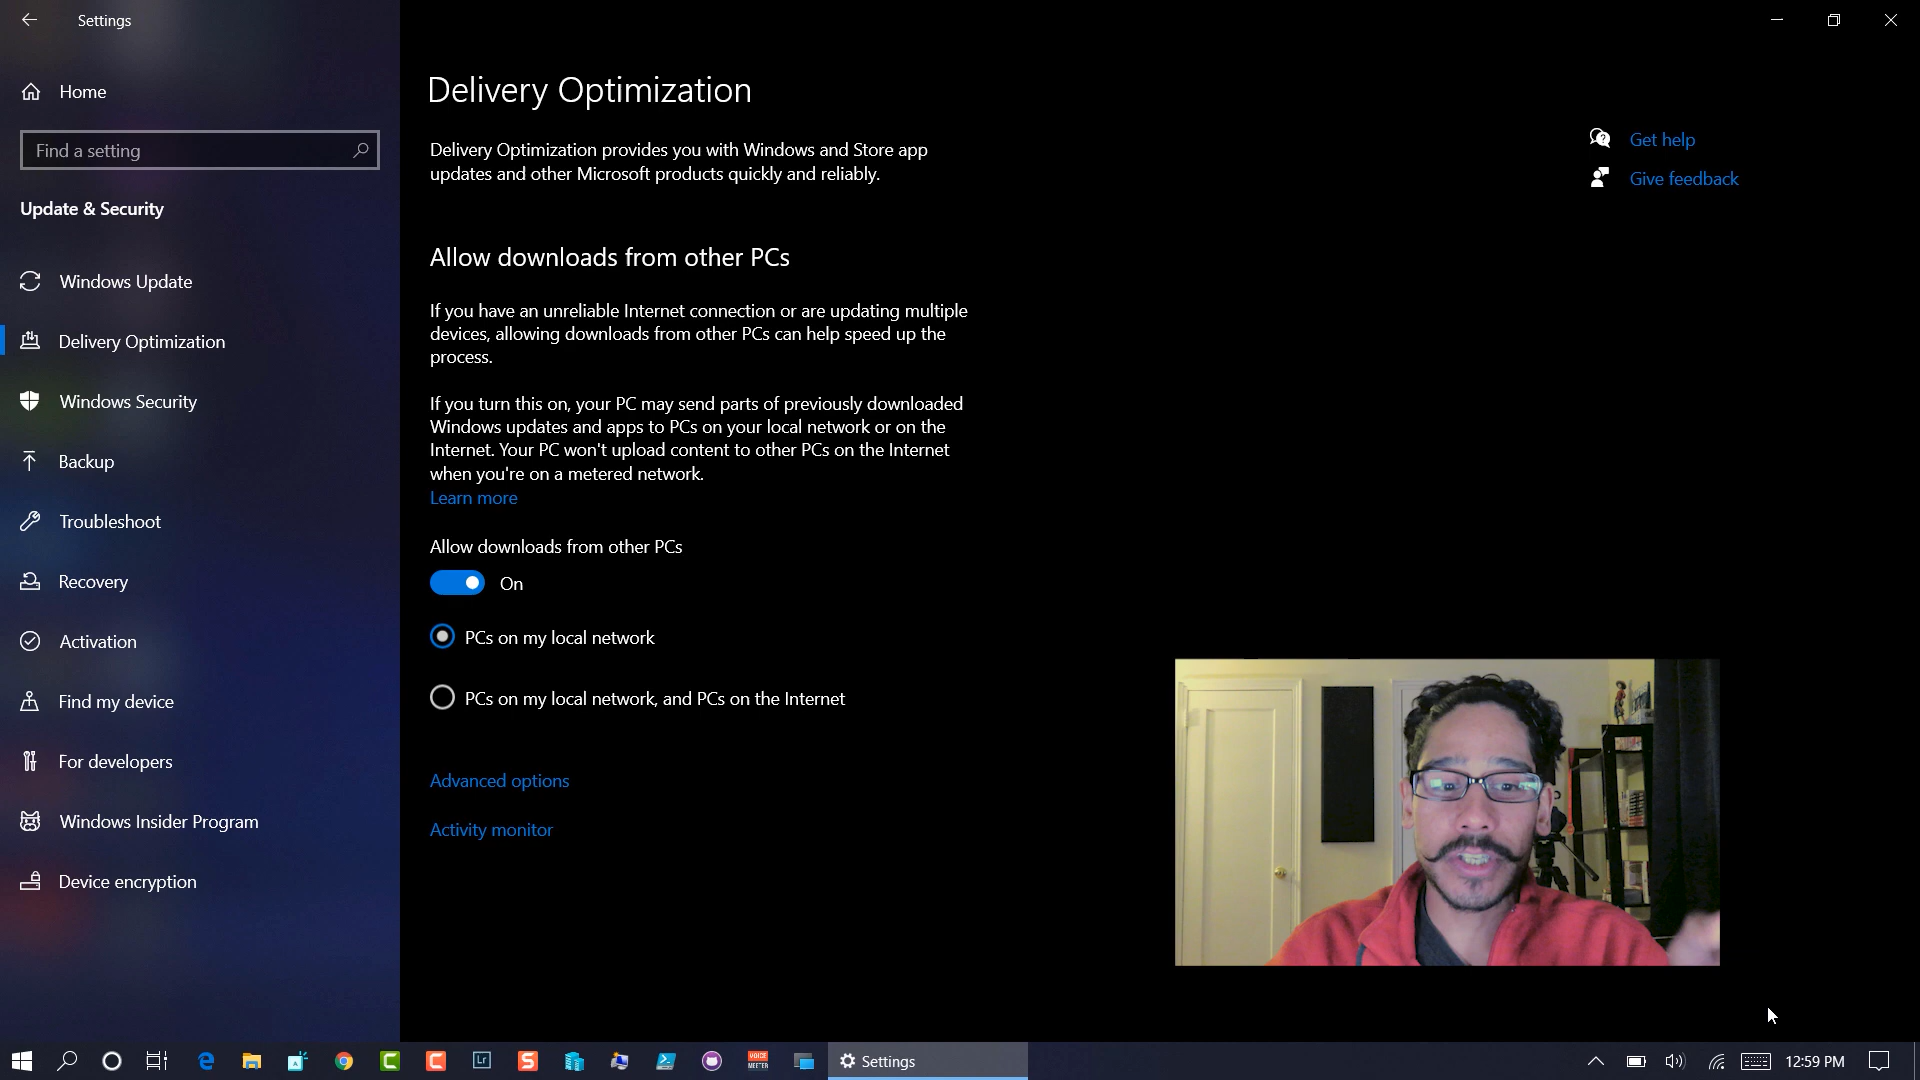 Settings
Home
Find a setting
Update & Security
Windows Update
Delivery Optimization
Windows Security
Backup
Troubleshoot
Recovery
Activation
Find my device
For developers
Windows Insider Program
Device encryption
Delivery Optimization
Delivery Optimization provides you with Windows and Store app
updates and other Microsoft products quickly and reliably.
Allow downloads from other PCs
If you have an unreliable Internet connection or are updating multiple
devices, allowing downloads from other PCs can help speed up the
process.
If you turn this on, your PC may send parts of previously downloaded
Windows updates and apps to PCs on your local network or on the
Internet. Your PC won't upload content to other PCs on the Internet
when you're on a metered network.
Learn more
Allow downloads from other PCs
On
PCs on my local network
PCs on my local network, and PCs on the Internet
Advanced options
Activity monitor
Get help
Give feedback
Lr
VOICE
MEETER
Settings
12:59 PM